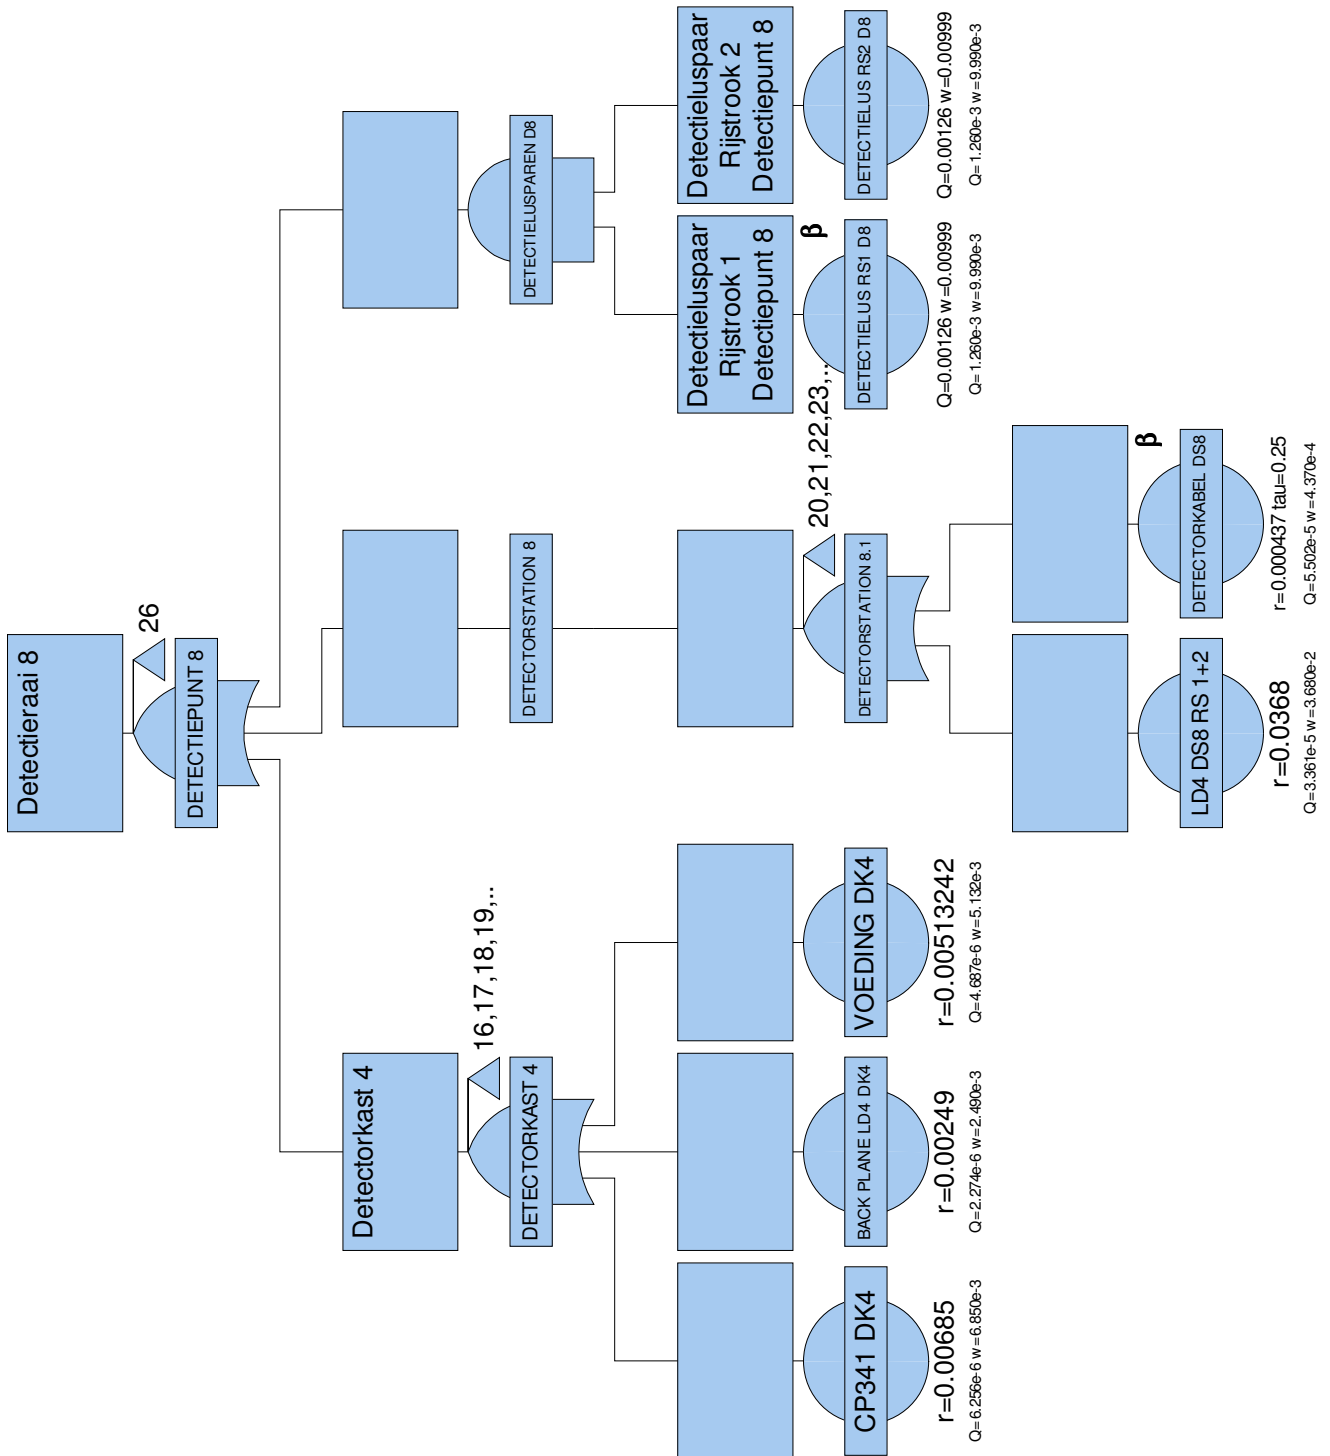 Detectieraai 8
26
DETECTIEPUNT 8
Detectorkast 4
16,17,18,19,..
DETECTORKAST 4
DETECTORSTATION 8
DETECTIELUSPAREN D8
CP341 DK4
r=0.00685
Q=6.256e-6 w=6.850e-3
BACK PLANE LD4 DK4
r=0.00249
Q=2.274e-6 w=2.490e-3
VOEDING DK4
r=0.00513242
Q=4.687e-6 w=5.132e-3
20,21,22,23,..
DETECTORSTATION 8.1
Detectieluspaar
Rijstrook 1
Detectiepunt 8
β
DETECTIELUS RS1 D8
Q=0.00126 w=0.00999
Q=1.260e-3 w=9.990e-3
Detectieluspaar
Rijstrook 2
Detectiepunt 8
DETECTIELUS RS2 D8
Q=0.00126 w=0.00999
Q=1.260e-3 w=9.990e-3
LD4 DS8 RS 1+2
r=0.0368
Q=3.361e-5 w=3.680e-2
β
DETECTORKABEL DS8
r=0.000437 tau=0.25
Q=5.502e-5 w=4.370e-4